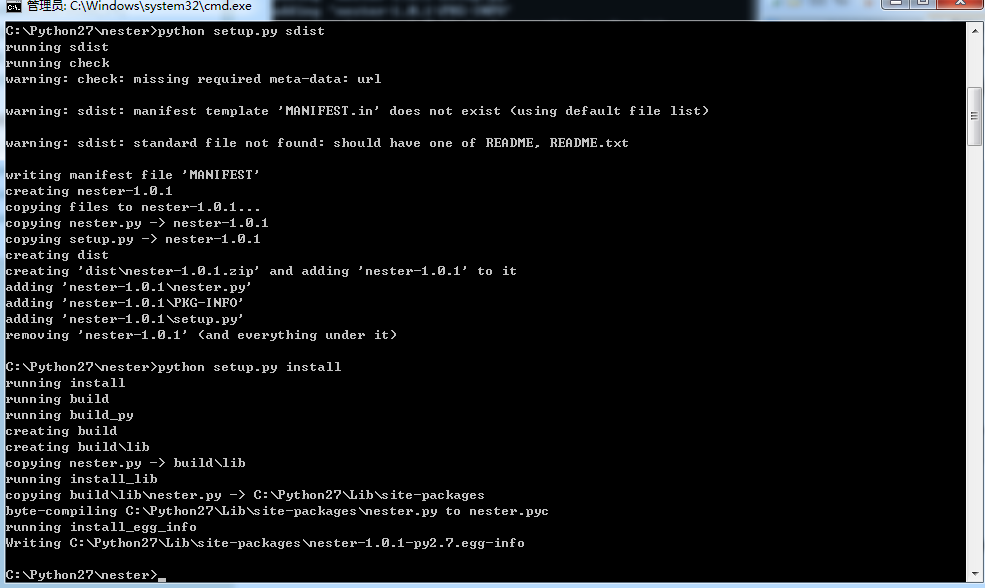 管理员: C:\Windows\system32\cmd.exe
C:\Python27\nester>python setup.py sdist
running sdist
running check
warning: check: missing required meta-data: url
warning: sdist: manifest template 'MANIFEST.in' does not exist (using default file list)
warning: sdist: standard file not found: should have one of README, README.txt
writing manifest file 'MANIFEST'
creating nester-1.0.1
copying files to nester-1.0.1...
copying nester.py -> nester-1.0.1
copying setup.py -> nester-1.0.1
creating dist
creating 'dist\nester-1.0.1.zip' and adding 'nester-1.0.1' to it
adding 'nester-1.0.1\nester.py'
adding 'nester-1.0.1\PKG-INFO'
adding 'nester-1.0.1\setup.py'
removing 'nester-1.0.1' (and everything under it)
C:\Python27\nester>python setup.py install
running install
running build
running build_py
creating build
creating build\lib
copying nester.py -> build\lib
running install_lib
copying build\lib\nester.py -> C:\Python27\Lib\site-packages
byte-compiling C:\Python27\Lib\site-packages\nester.py to nester.pyc
running install_egg_info
Writing C:\Python27\Lib\site-packages\nester-1.0.1-py2.7.egg-info
C:\Python27\nester>